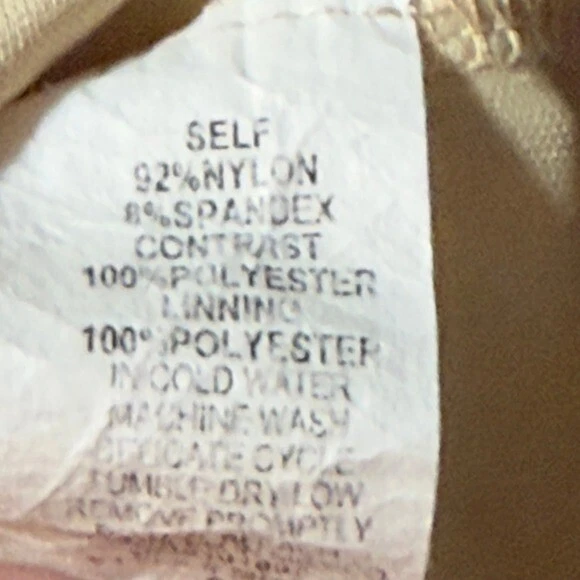 SELF
92%NYLON
8%SPANDEX
CONTRAST
100%POLYESTER
LINNING
100%POLYESTER
IN COLD WATER
MACHINE WASH
DELICATE CYCLE
TUMBLE DRY LOW
REMOVE PROMPTLY